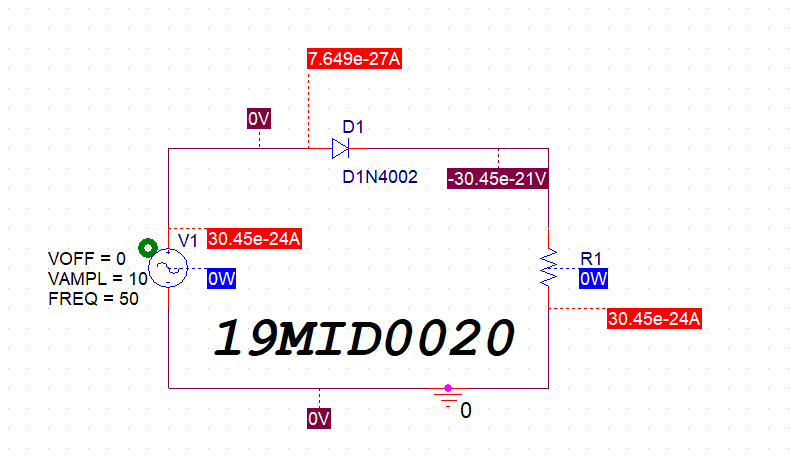 7.649e-27A
0V
D1
D1N4002
-30.45e-21V
V1
30.45e-24A
VOFF = 0
VAMPL = 10
FREQ = 50
0W
R1
0W
30.45e-24A
19MID0020
0V
0